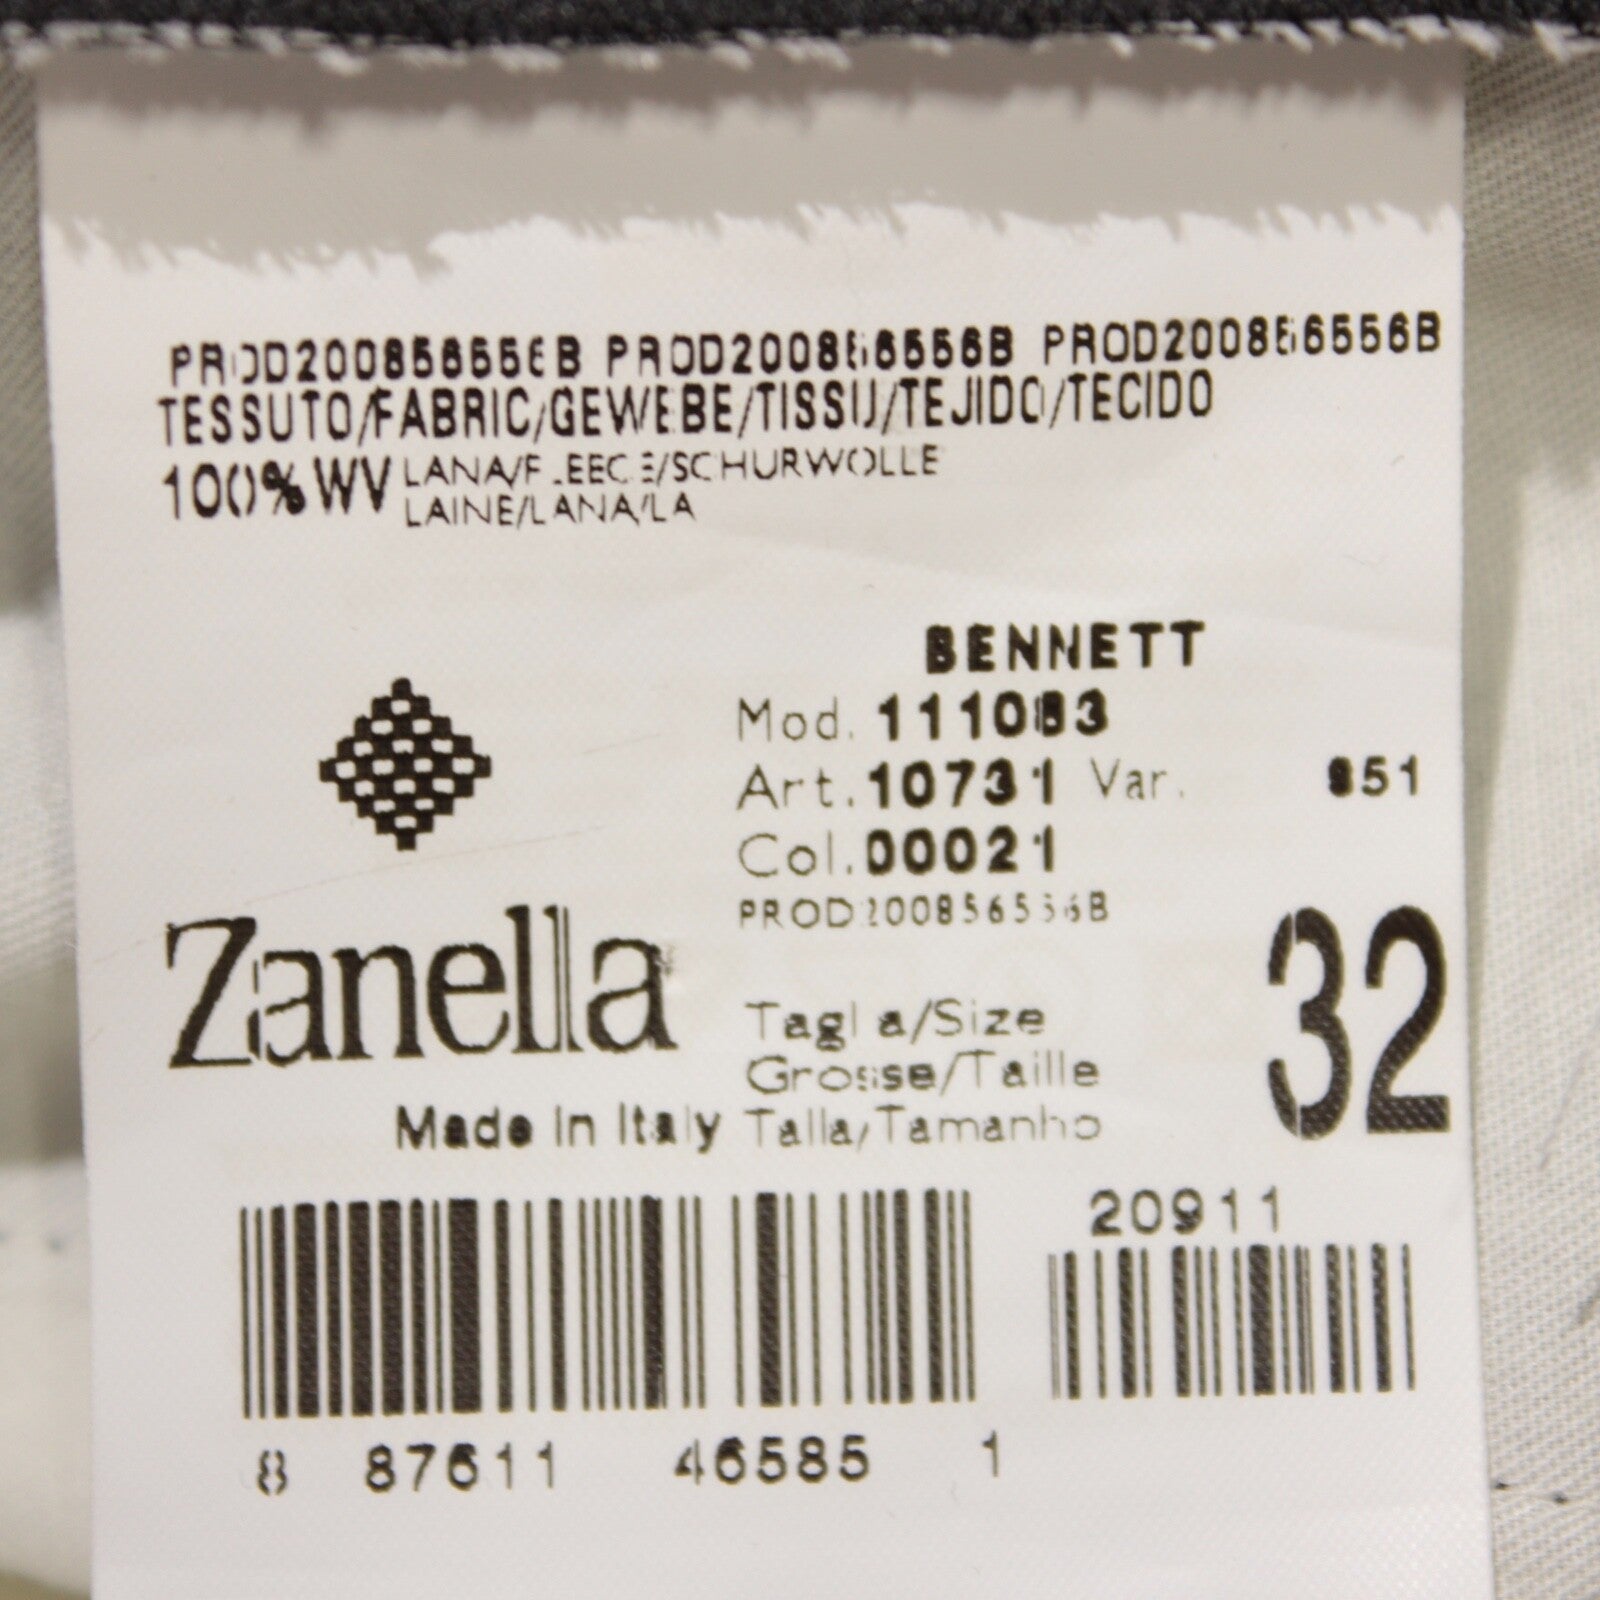 PROD200856556B PROD200856556B PROD200856556B
TESSUTO/FABRIC/GEWEBE/TISSU/TEJIDO/TECIDO
100% WV LANA/FLEECE/SCHURWOLLE
LAINE/LANA/LA
BENNETT
Mod. 111083
Art. 10731 Var. 851
Col. 00021
PROD200856556B
Zanella
Taglia/Size
Grosse/Taille
Talla/Tamanho
32
Made In Italy
20911
8 87611 46585 1